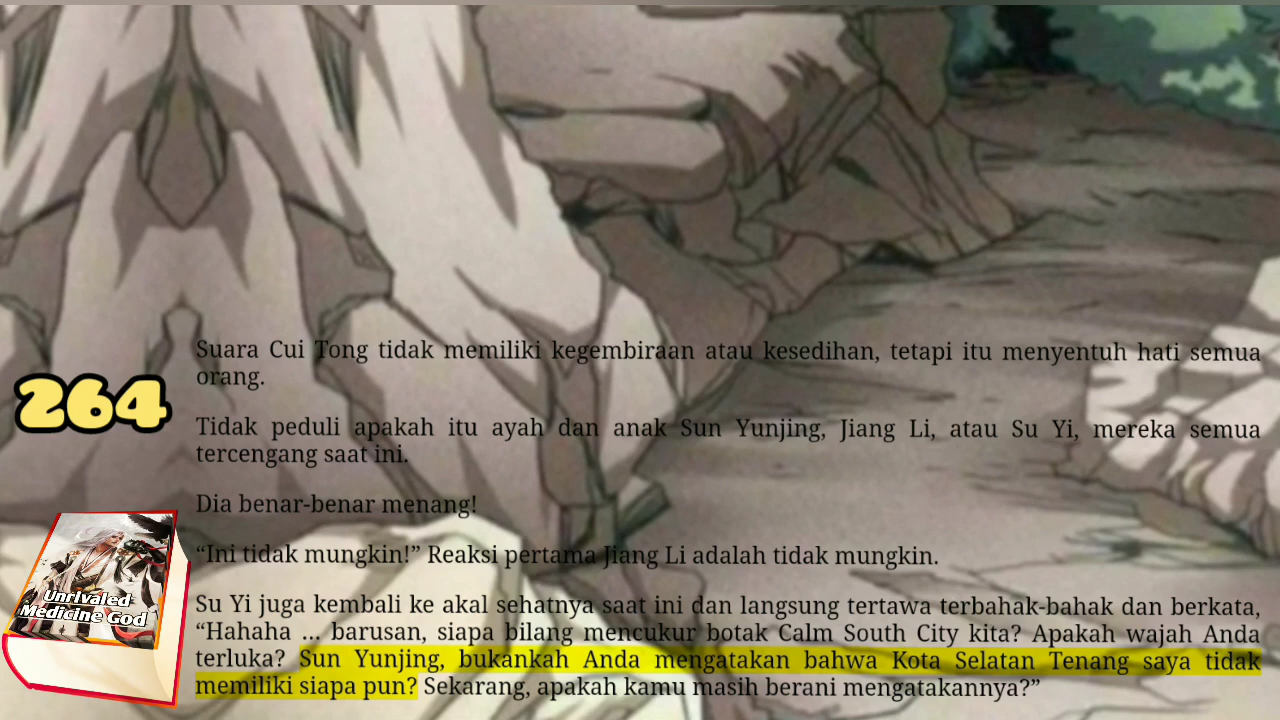 Suara Cui Tong tidak memiliki kegembiraan atau kesedihan, tetapi itu menyentuh hati semua
orang.
264
Tidak peduli apakah itu ayah dan anak Sun Yunjing, Jiang Li, atau Su Yi, mereka semua
tercengang saat ini.
Dia benar-benar menang!
“Ini tidak mungkin!” Reaksi pertama Jiang Li adalah tidak mungkin.
Su Yi juga kembali ke akal sehatnya saat ini dan langsung tertawa terbahak-bahak dan berkata,
“Hahaha … barusan, siapa bilang mencukur botak Calm South City kita? Apakah wajah Anda
terluka? Sun Yunjing, bukankah Anda mengatakan bahwa Kota Selatan Tenang saya tidak
memiliki siapa pun? Sekarang, apakah kamu masih berani mengatakannya?”
Unrivaled
Medicine God